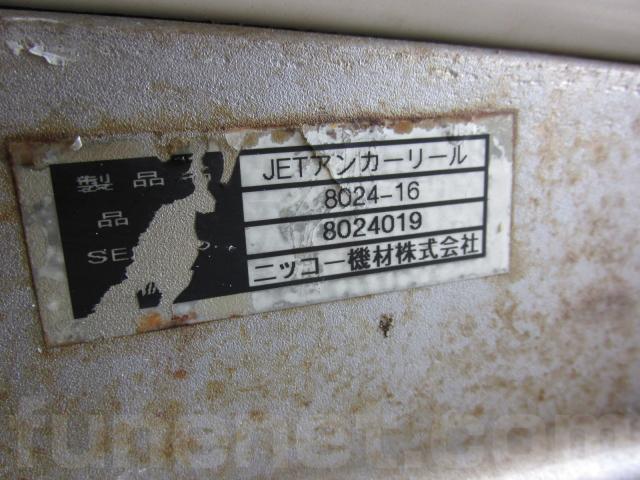 製品 JETアンカーリール
品 8024-16
SE 8024019
ニッコー機材株式会社
funenet.com